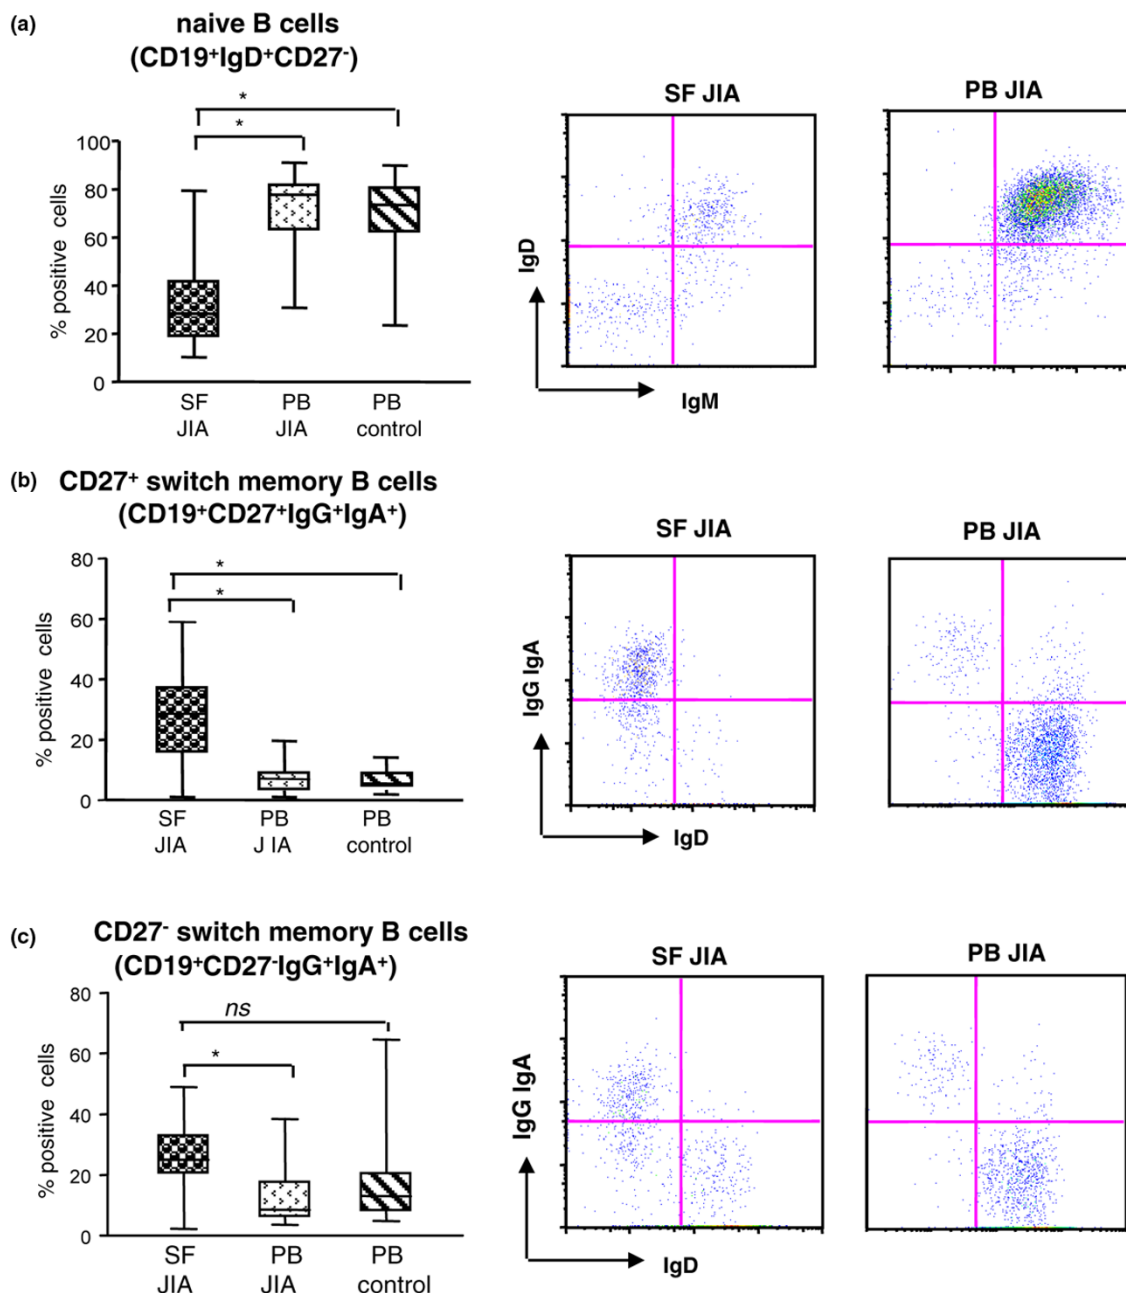 (a)
naive B cells
(CD19⁺IgD⁺CD27⁻)
*
*
100
80
60
40
20
0
% positive cells
SF
JIA
PB
JIA
PB
control
SF JIA
PB JIA
IgD
IgM
(b)
CD27⁺ switch memory B cells
(CD19⁺CD27⁺IgG⁺IgA⁺)
*
*
80
60
40
20
0
% positive cells
SF
JIA
PB
J IA
PB
control
SF JIA
PB JIA
IgG IgA
IgD
(c)
CD27⁻ switch memory B cells
(CD19⁺CD27⁻IgG⁺IgA⁺)
ns
*
80
60
40
20
0
% positive cells
SF
JIA
PB
JIA
PB
control
SF JIA
PB JIA
IgG IgA
IgD